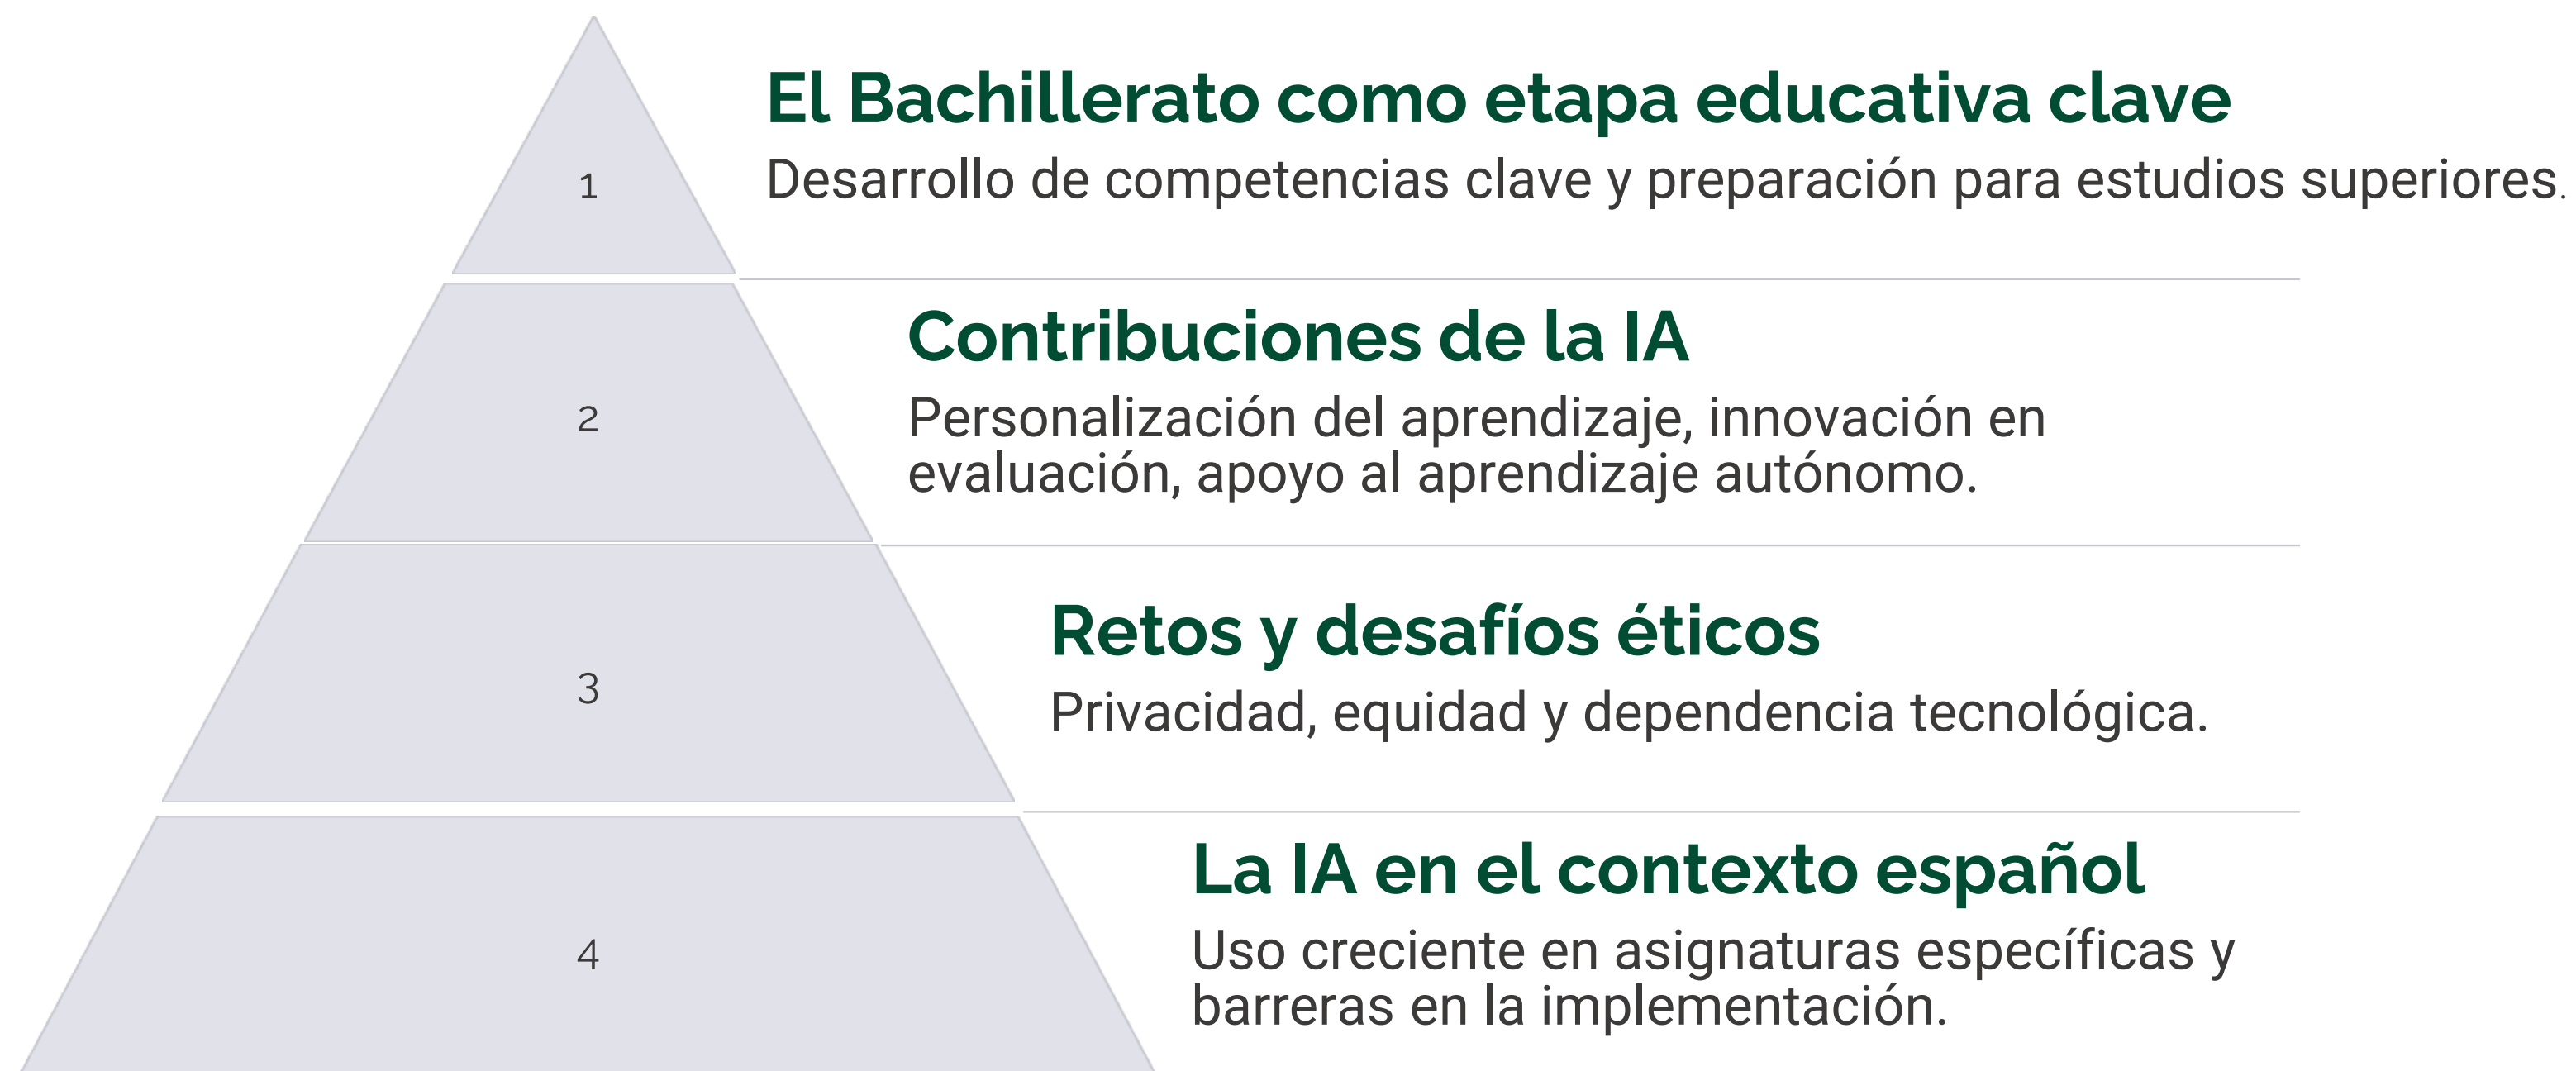 1
El Bachillerato como etapa educativa clave
Desarrollo de competencias clave y preparación para estudios superiores.
2
Contribuciones de la IA
Personalización del aprendizaje, innovación en
evaluación, apoyo al aprendizaje autónomo.
3
Retos y desafíos éticos
Privacidad, equidad y dependencia tecnológica.
4
La IA en el contexto español
Uso creciente en asignaturas específicas y
barreras en la implementación.